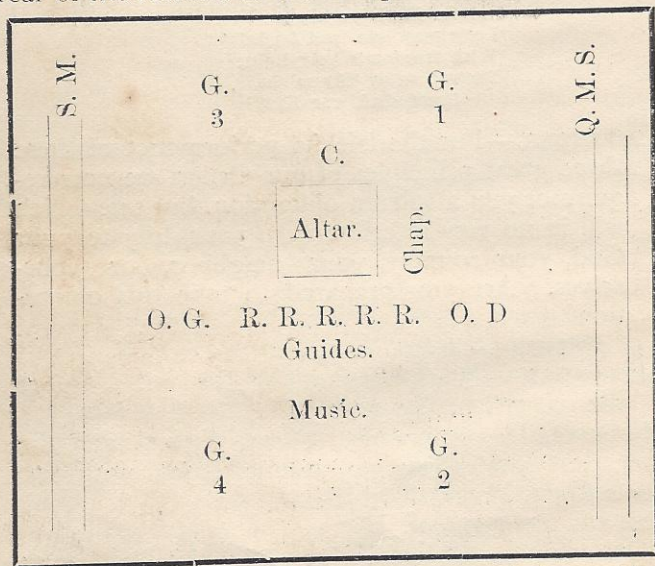 S. M.
Q. M. S.
G. G.
3 1
C.
Altar.
Chap.
O. G. R. R. R. R. R. O. D
Guides.
Music.
G. G.
4 2